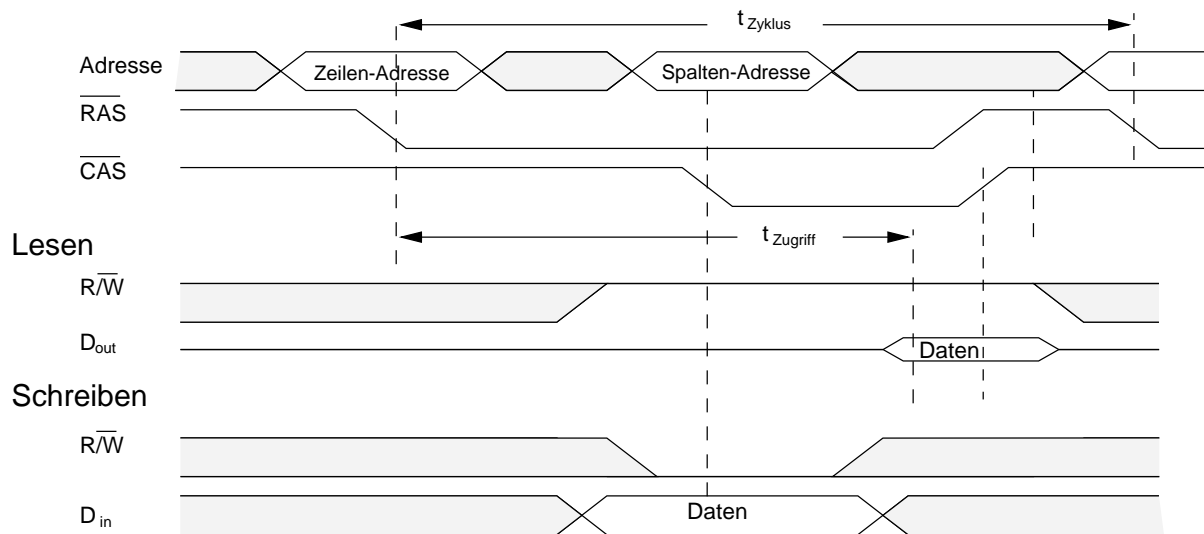 t Zyklus
Adresse
Zeilen-Adresse
Spalten-Adresse
RAS
CAS
Lesen
t Zugriff
R/W
Dout
Daten
Schreiben
R/W
D in
Daten